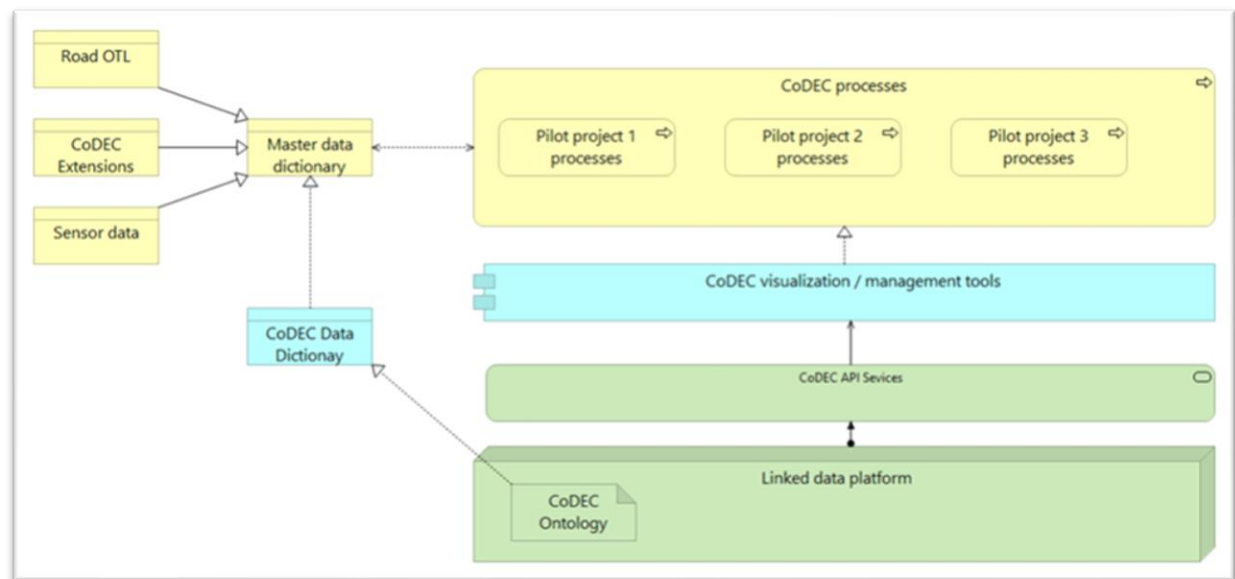 Road OTL
CoDEC
Extensions
Sensor data
Master data
dictionary
CoDEC Data
Dictionay
CoDEC processes
Pilot project 1
processes
Pilot project 2
processes
Pilot project 3
processes
CoDEC visualization / management tools
CoDEC API Sevices
Linked data platform
CoDEC
Ontology